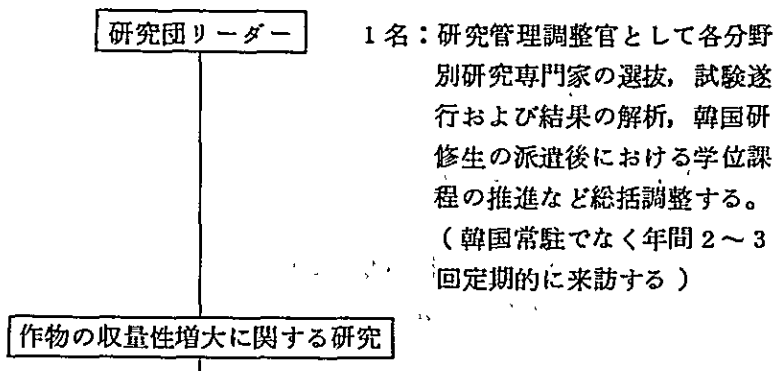 研究団リーダー
1名：研究管理調整官として各分野
別研究専門家の選抜，試験遂
行および結果の解析，韓国研
修生の派遣後における学位課
程の推進など総括調整する。
（韓国常駐でなく年間2～3
回定期的に来訪する）
作物の収量性増大に関する研究